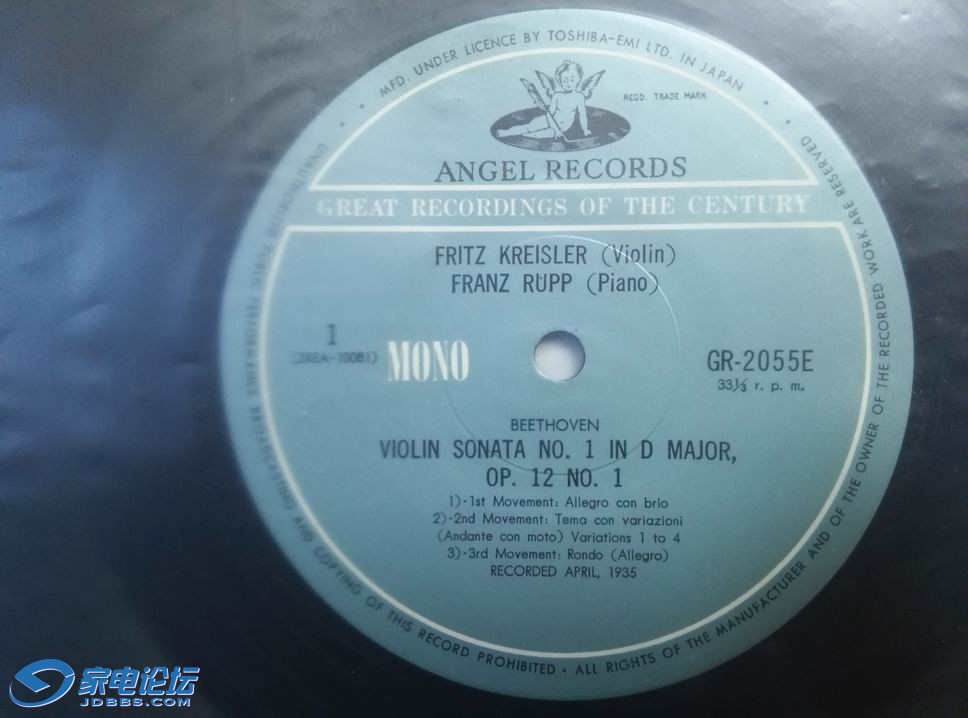 MFD. UNDER LICENCE BY TOSHIBA-EMI LTD. IN JAPAN
REGD. TRADE MARK
ANGEL RECORDS
GREAT RECORDINGS OF THE CENTURY
FRITZ KREISLER (Violin)
FRANZ RUPP (Piano)
1
(2XEA-10081)
MONO
GR-2055E
33⅓ r. p. m.
BEETHOVEN
VIOLIN SONATA NO. 1 IN D MAJOR,
OP. 12 NO. 1
1)-1st Movement: Allegro con brio
2)-2nd Movement: Tema con variazioni
(Andante con moto) Variations 1 to 4
3)-3rd Movement: Rondo (Allegro)
RECORDED APRIL, 1935
UNAUTHORIZED PUBLIC PERFORMANCE BROADCASTING AND COPYING OF THIS RECORD PROHIBITED • ALL RIGHTS OF THE MANUFACTURER AND OF THE OWNER OF THE RECORDED WORK ARE RESERVED
家电论坛
JDBBS.COM